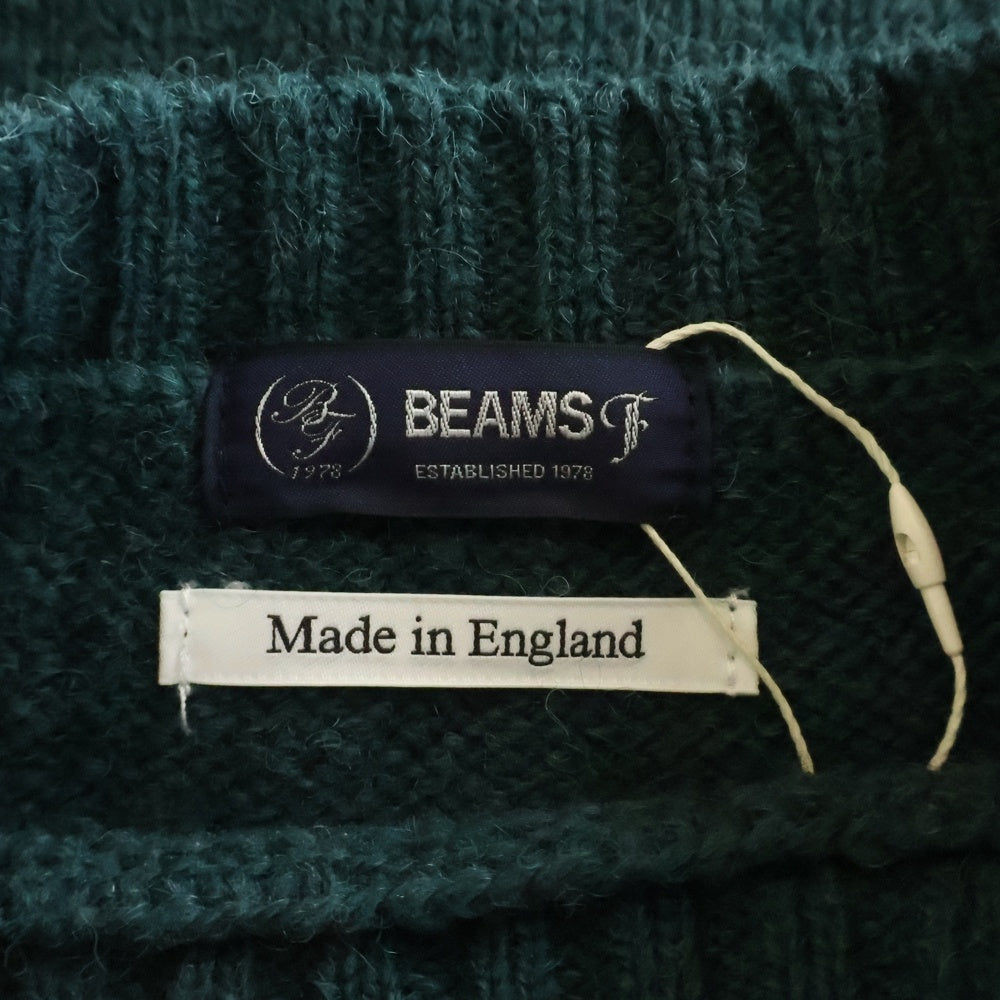 BF
1978
BEAMS F
ESTABLISHED 1978
Made in England